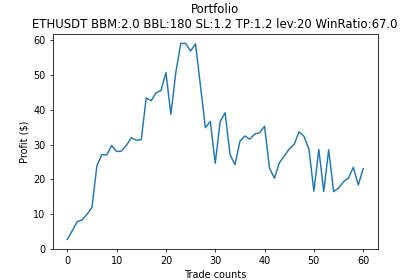 Portfolio
ETHUSDT BBM:2.0 BBL:180 SL:1.2 TP:1.2 lev:20 WinRatio:67.0
60
50
40
30
20
10
0
Profit ($)
0 10 20 30 40 50 60
Trade counts